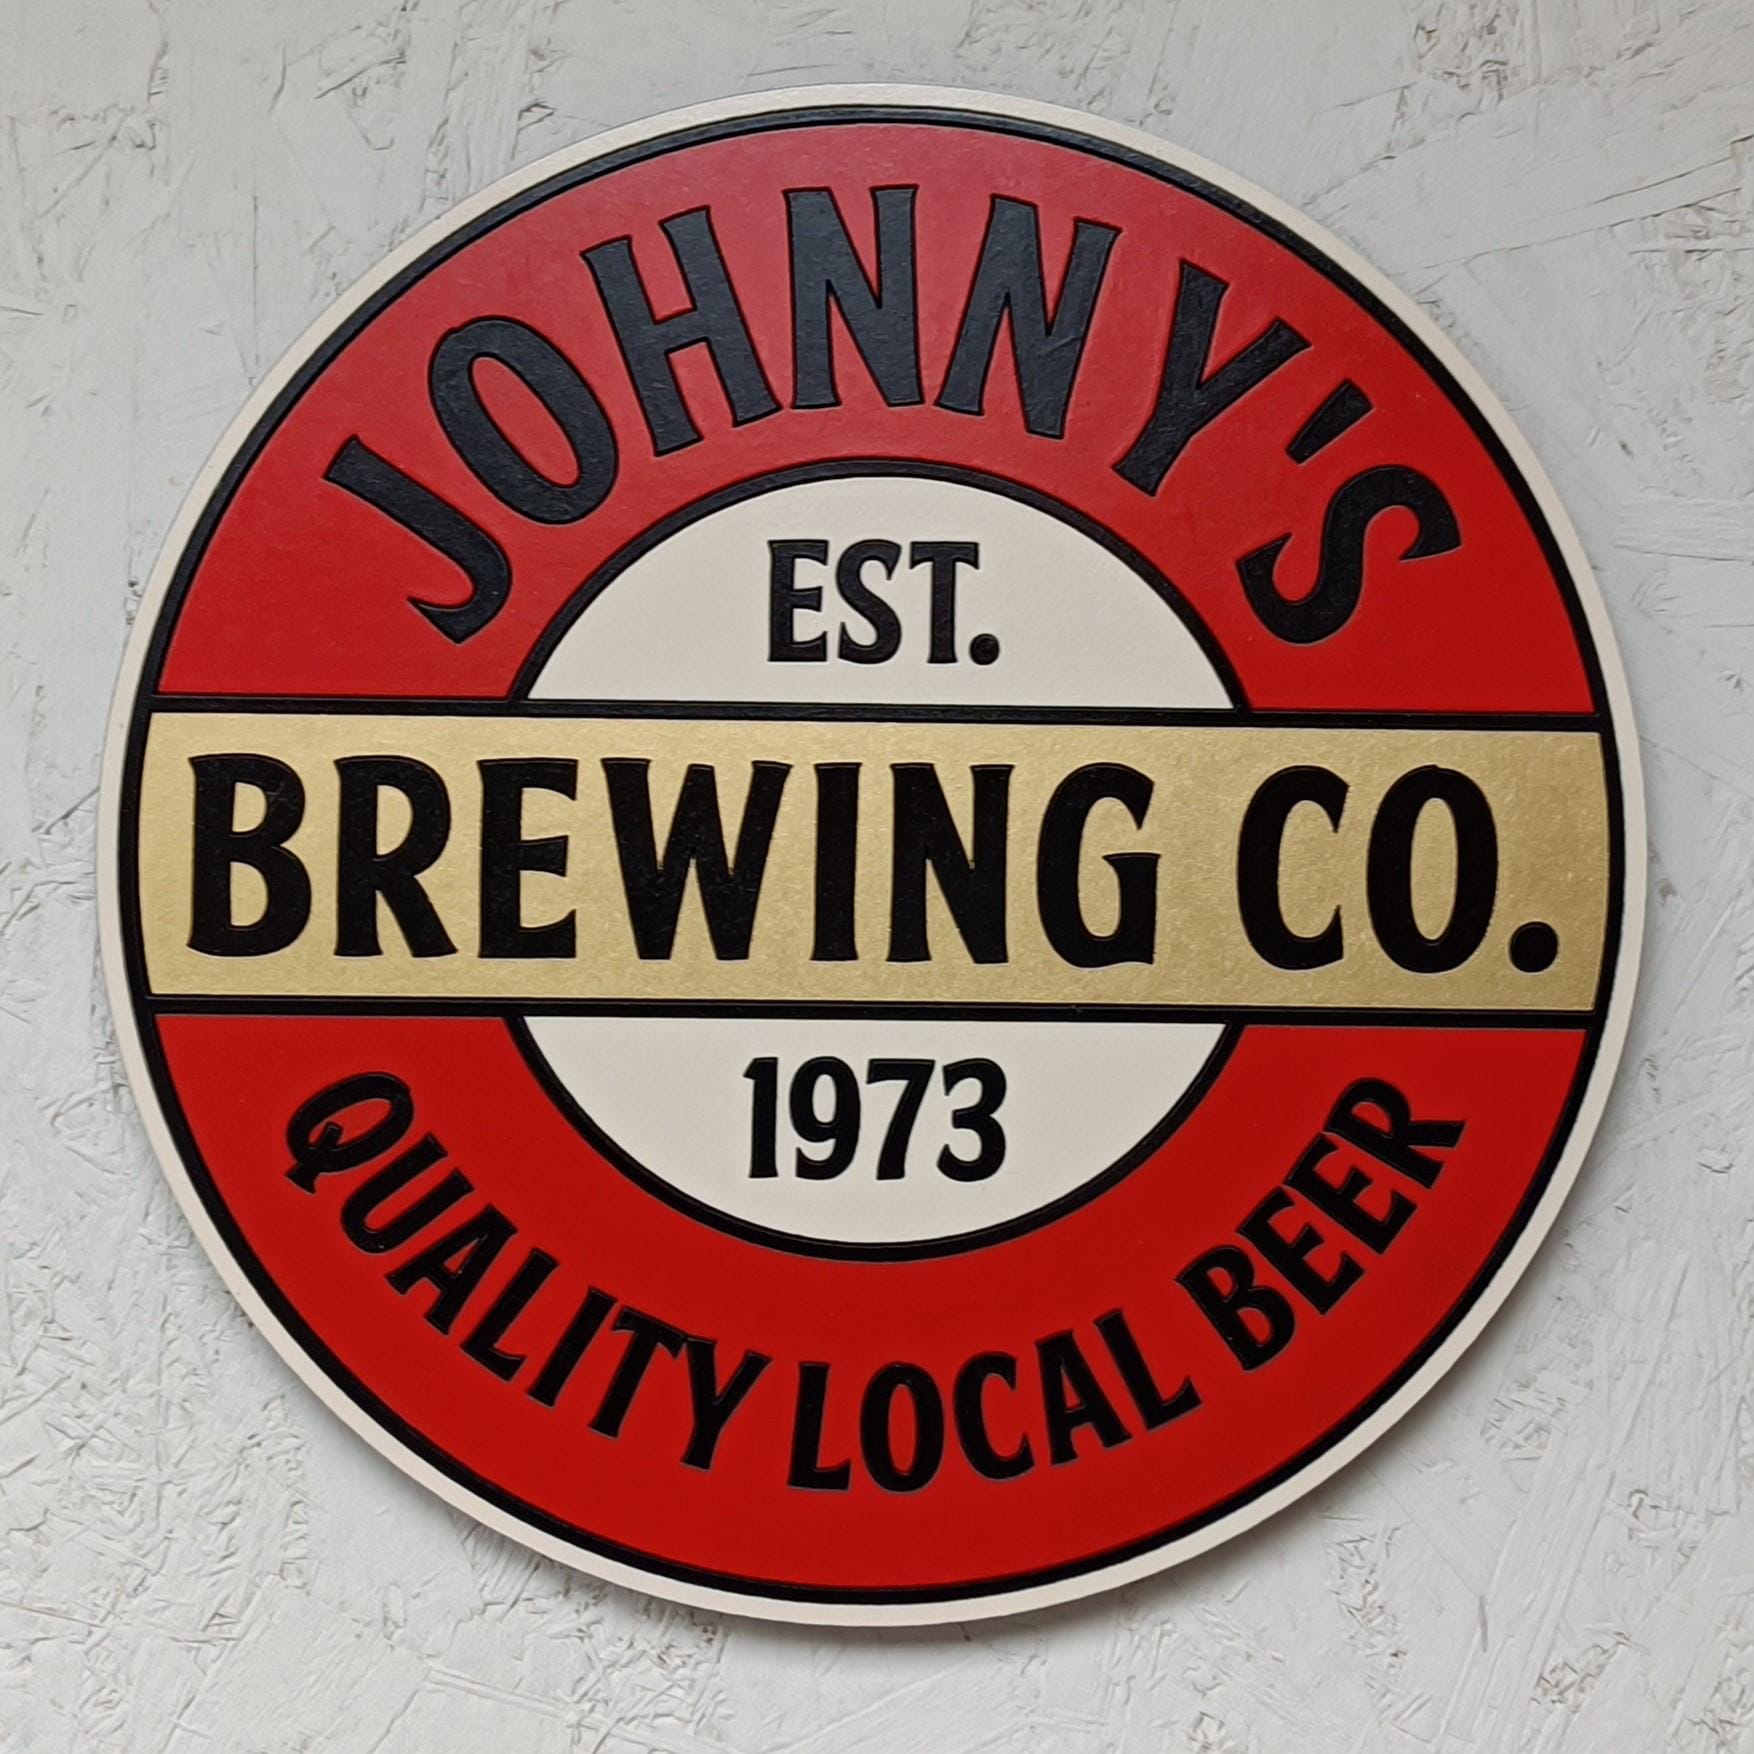 JOHNNY'S
EST.
BREWING CO.
1973
QUALITY LOCAL BEER